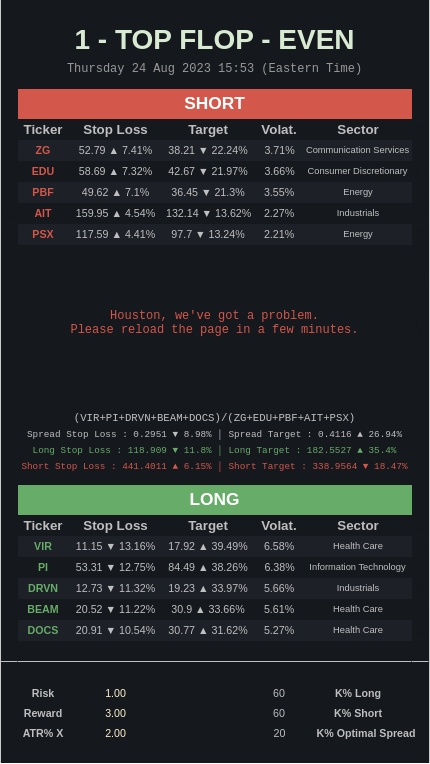 1 - TOP FLOP - EVEN
Thursday 24 Aug 2023 15:53 (Eastern Time)
SHORT
Ticker Stop Loss Target Volat. Sector
ZG 52.79 ▲ 7.41% 38.21 ▼ 22.24% 3.71% Communication Services
EDU 58.69 ▲ 7.32% 42.67 ▼ 21.97% 3.66% Consumer Discretionary
PBF 49.62 ▲ 7.1% 36.45 ▼ 21.3% 3.55% Energy
AIT 159.95 ▲ 4.54% 132.14 ▼ 13.62% 2.27% Industrials
PSX 117.59 ▲ 4.41% 97.7 ▼ 13.24% 2.21% Energy
Houston, we've got a problem.
Please reload the page in a few minutes.
(VIR+PI+DRVN+BEAM+DOCS)/(ZG+EDU+PBF+AIT+PSX)
Spread Stop Loss : 0.2951 ▼ 8.98% | Spread Target : 0.4116 ▲ 26.94%
Long Stop Loss : 118.909 ▼ 11.8% | Long Target : 182.5527 ▲ 35.4%
Short Stop Loss : 441.4011 ▲ 6.15% | Short Target : 338.9564 ▼ 18.47%
LONG
Ticker Stop Loss Target Volat. Sector
VIR 11.15 ▼ 13.16% 17.92 ▲ 39.49% 6.58% Health Care
PI 53.31 ▼ 12.75% 84.49 ▲ 38.26% 6.38% Information Technology
DRVN 12.73 ▼ 11.32% 19.23 ▲ 33.97% 5.66% Industrials
BEAM 20.52 ▼ 11.22% 30.9 ▲ 33.66% 5.61% Health Care
DOCS 20.91 ▼ 10.54% 30.77 ▲ 31.62% 5.27% Health Care
Risk 1.00 60 K% Long
Reward 3.00 60 K% Short
ATR% X 2.00 20 K% Optimal Spread